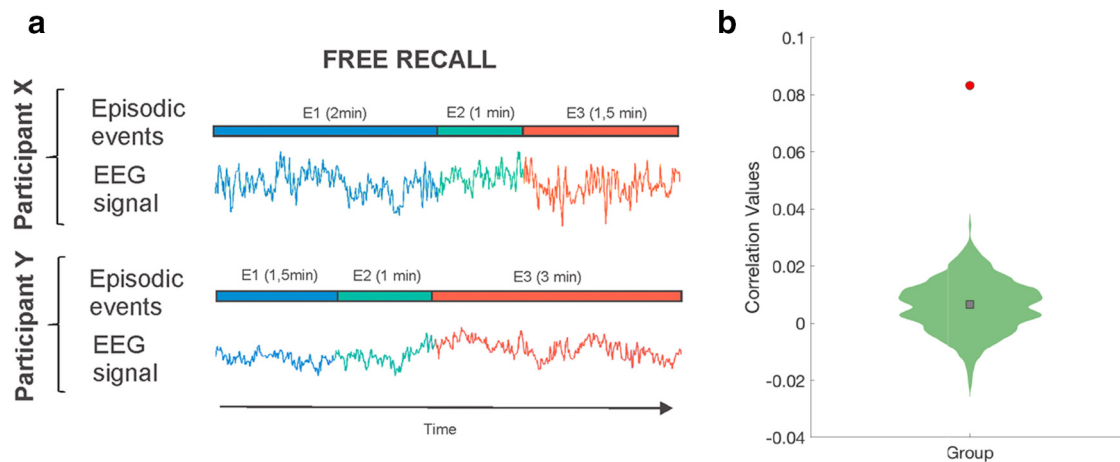 a
FREE RECALL
Participant X
Episodic
events
E1 (2min)
E2 (1 min)
E3 (1,5 min)
EEG
signal
Participant Y
Episodic
events
E1 (1,5min)
E2 (1 min)
E3 (3 min)
EEG
signal
Time
b
Correlation Values
0.1
0.08
0.06
0.04
0.02
0
-0.02
-0.04
Group